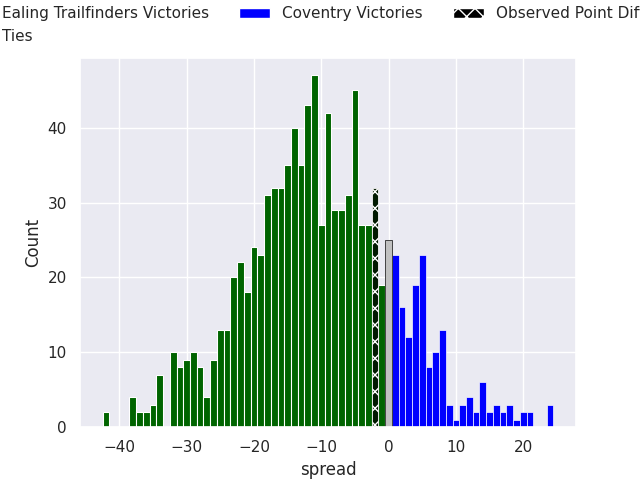 Ealing Trailfinders Victories Coventry Victories Observed Point Dif
Ties
40
30
20
10
0
Count
−40 −30 −20 −10 0 10 20
spread